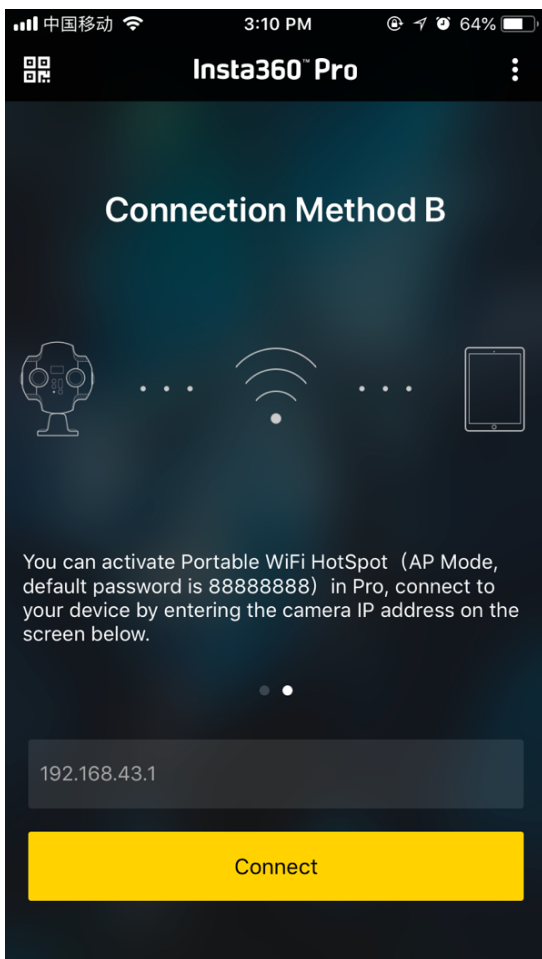 中国移动 3:10 PM 64%
Insta360™ Pro
Connection Method B
You can activate Portable WiFi HotSpot（AP Mode,
default password is 88888888）in Pro, connect to
your device by entering the camera IP address on the
screen below.
192.168.43.1
Connect